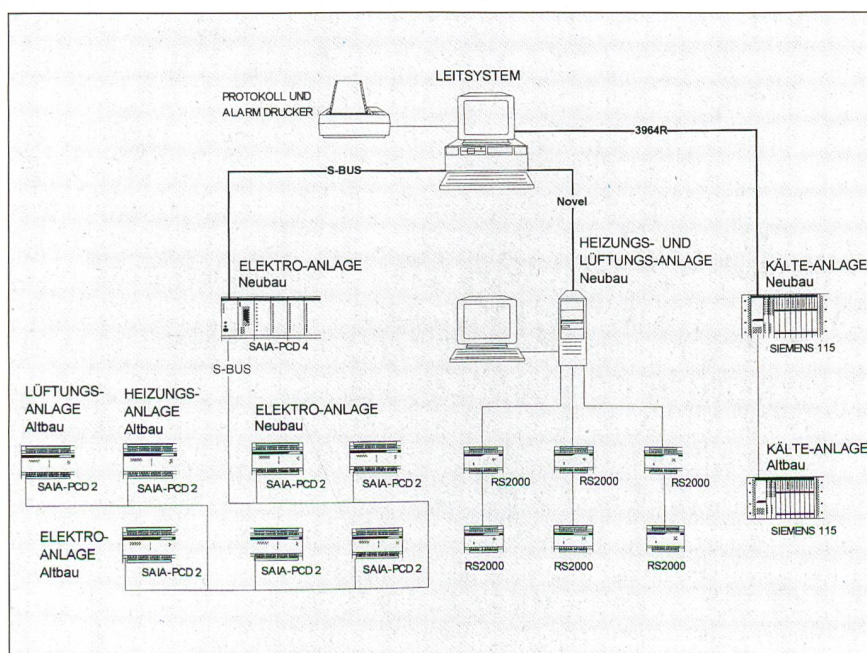 LEITSYSTEM
PROTOKOLL UND
ALARM DRUCKER
3964R
S-BUS
Novel
ELEKTRO-ANLAGE
Neubau
HEIZUNGS- UND
LÜFTUNGS-ANLAGE
Neubau
KÄLTE-ANLAGE
Neubau
SAIA-PCD 4
SIEMENS 115
S-BUS
LÜFTUNGS-
ANLAGE
Altbau
HEIZUNGS-
ANLAGE
Altbau
ELEKTRO-ANLAGE
Neubau
KÄLTE-ANLAGE
Altbau
SAIA-PCD 2
SAIA-PCD 2
SAIA-PCD 2
SAIA-PCD 2
RS2000
RS2000
RS2000
SIEMENS 115
ELEKTRO-
ANLAGE
Altbau
SAIA-PCD 2
SAIA-PCD 2
SAIA-PCD 2
RS2000
RS2000
RS2000